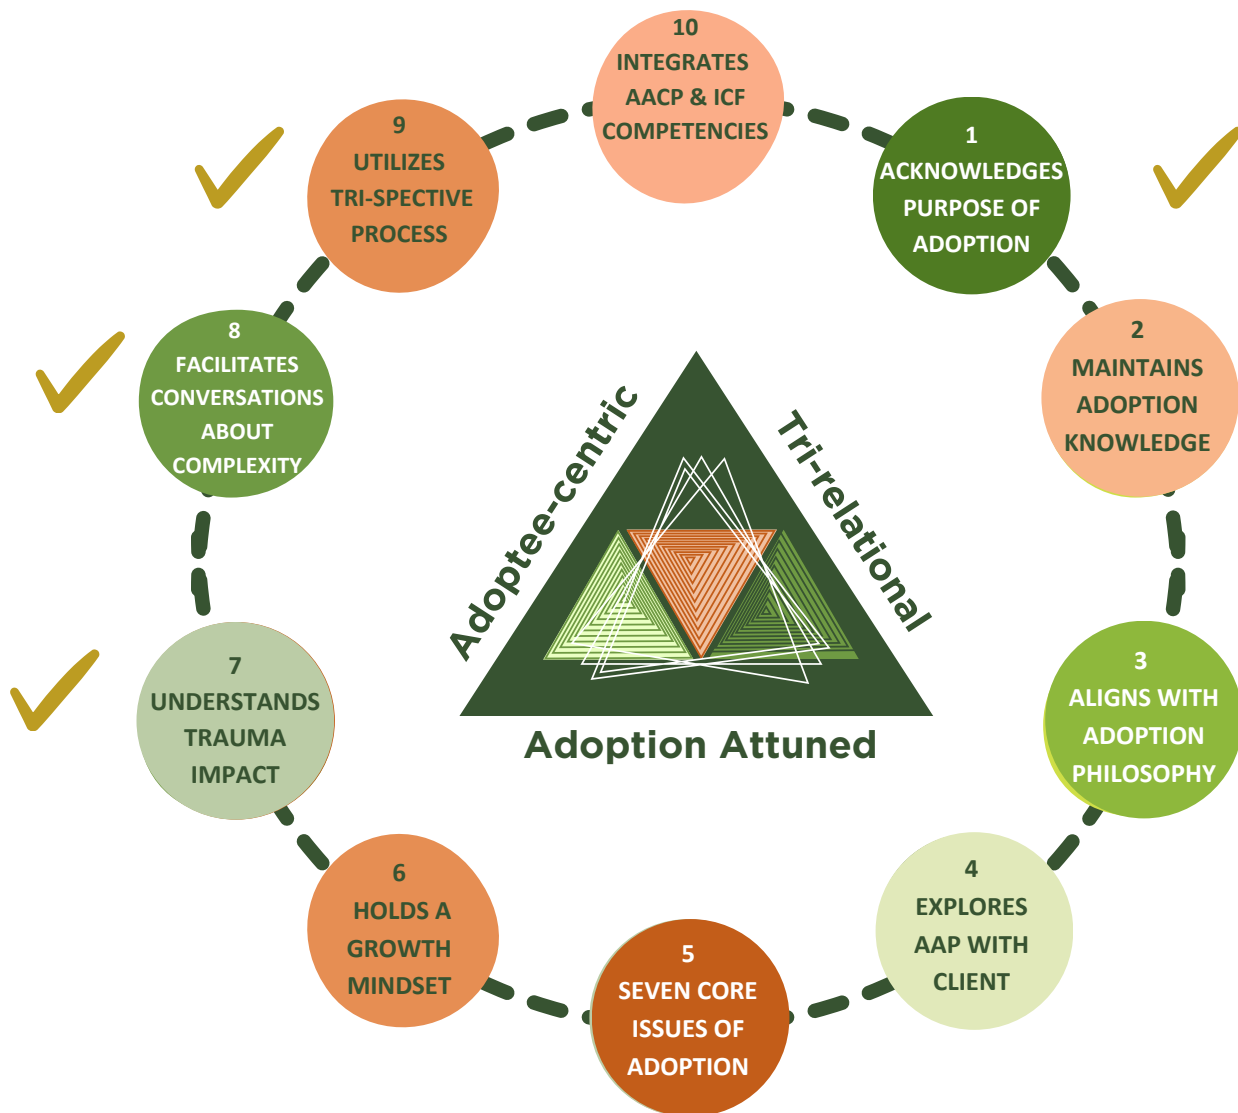 10
INTEGRATES
AACP & ICF
COMPETENCIES
1
ACKNOWLEDGES
PURPOSE OF
ADOPTION
2
MAINTAINS
ADOPTION
KNOWLEDGE
3
ALIGNS WITH
ADOPTION
PHILOSOPHY
4
EXPLORES
AAP WITH
CLIENT
5
SEVEN CORE
ISSUES OF
ADOPTION
6
HOLDS A
GROWTH
MINDSET
7
UNDERSTANDS
TRAUMA
IMPACT
8
FACILITATES
CONVERSATIONS
ABOUT
COMPLEXITY
9
UTILIZES
TRI-SPECTIVE
PROCESS
Adoptee-centric
Tri-relational
Adoption Attuned